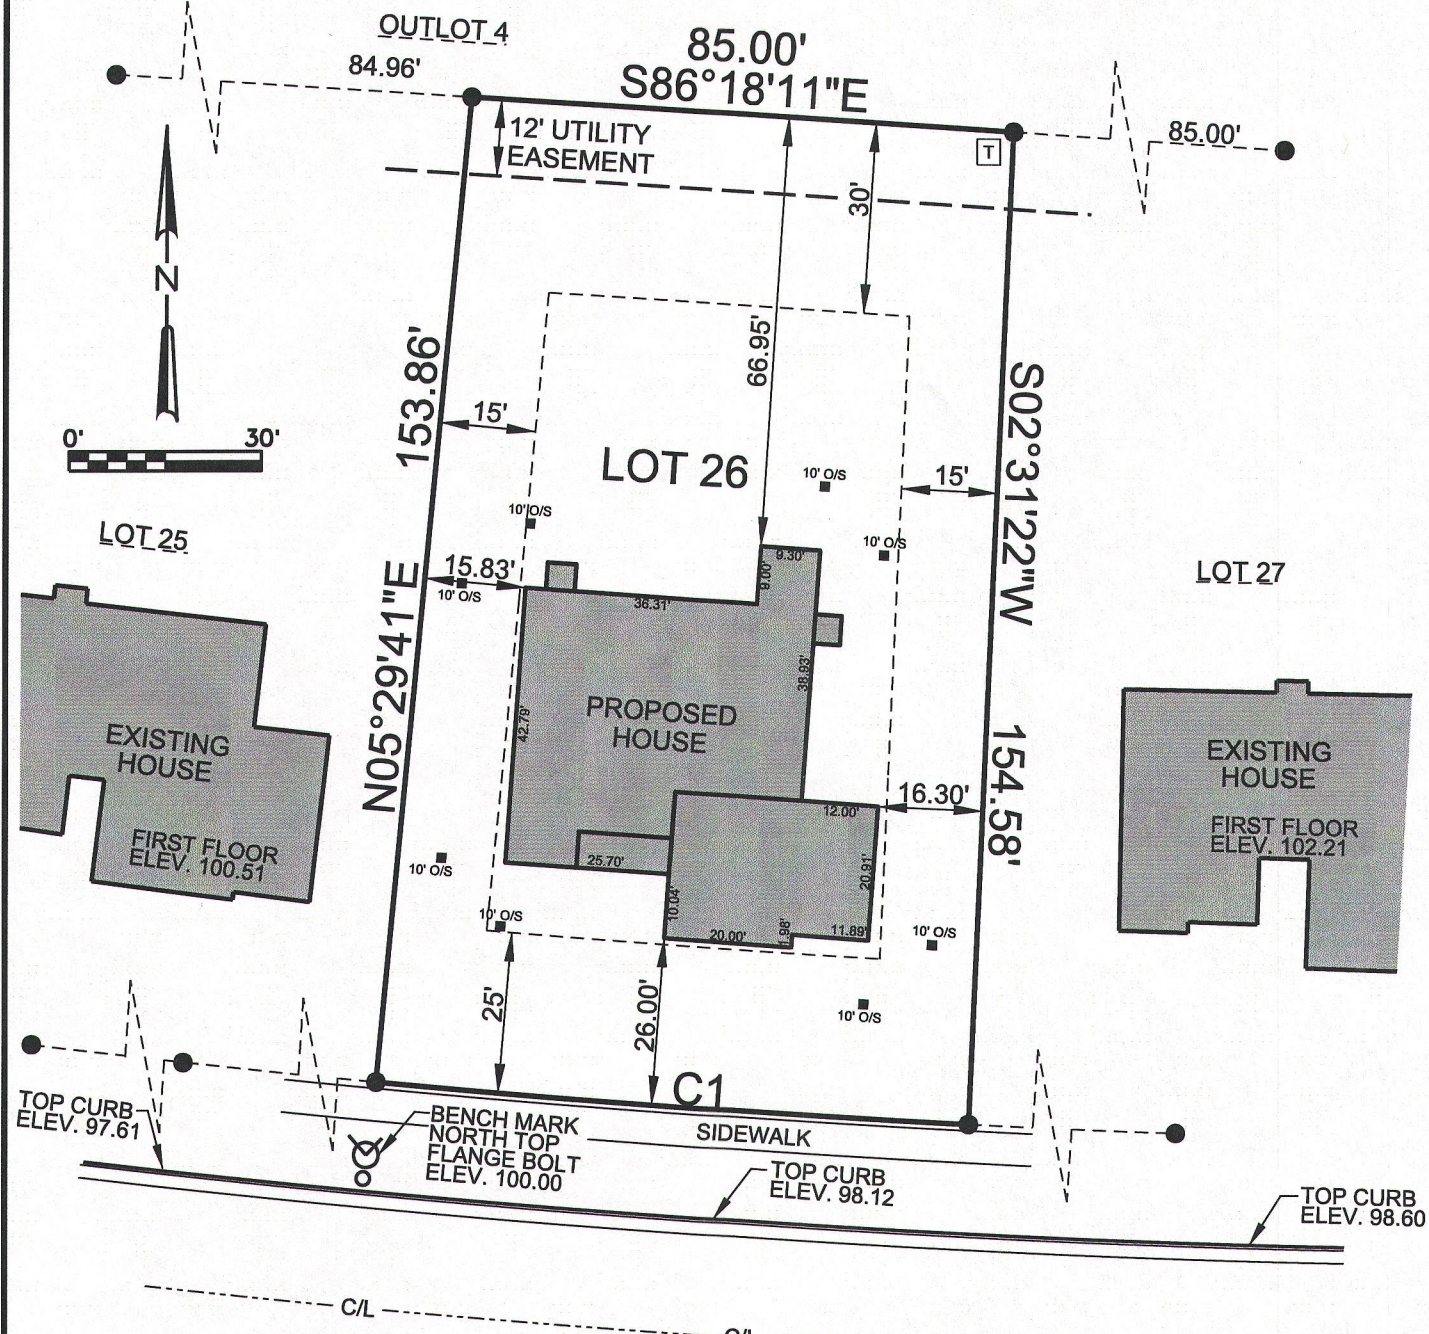 OUTLOT 4
84.96'
85.00'
S86°18'11"E
85.00'
12' UTILITY
EASEMENT
T
30'
N
66.95'
153.86'
0' 30'
15'
LOT 26
S02°31'22"W
10' O/S
15'
10' O/S
LOT 25
10' O/S
9.30'
9.00'
15.83'
10' O/S
36.31'
LOT 27
N05°29'41"E
38.93'
42.79'
PROPOSED
HOUSE
EXISTING
HOUSE
EXISTING
HOUSE
154.58'
16.30'
12.00'
FIRST FLOOR
ELEV. 100.51
FIRST FLOOR
ELEV. 102.21
10' O/S
25.70'
20.91'
10.04'
10' O/S
20.00'
1.98'
11.89'
10' O/S
25'
26.00'
10' O/S
C1
TOP CURB
ELEV. 97.61
BENCH MARK
NORTH TOP
FLANGE BOLT
ELEV. 100.00
SIDEWALK
TOP CURB
ELEV. 98.12
TOP CURB
ELEV. 98.60
C/L
C/L